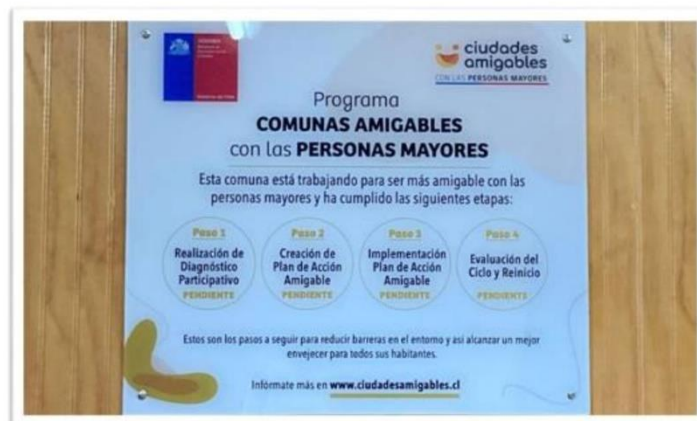 Gobierno de Chile
ciudades
amigables
CON LAS PERSONAS MAYORES
Programa
COMUNAS AMIGABLES
con las PERSONAS MAYORES
Esta comuna está trabajando para ser más amigable con las
personas mayores y ha cumplido las siguientes etapas:
Paso 1
Realización de
Diagnóstico
Participativo
PENDIENTE
Paso 2
Creación de
Plan de Acción
Amigable
PENDIENTE
Paso 3
Implementación
Plan de Acción
Amigable
PENDIENTE
Paso 4
Evaluación del
Ciclo y Reinicio
PENDIENTE
Estos son los pasos a seguir para reducir barreras en el entorno y así alcanzar un mejor
envejecer para todos sus habitantes.
Infórmate más en www.ciudadesamigables.cl